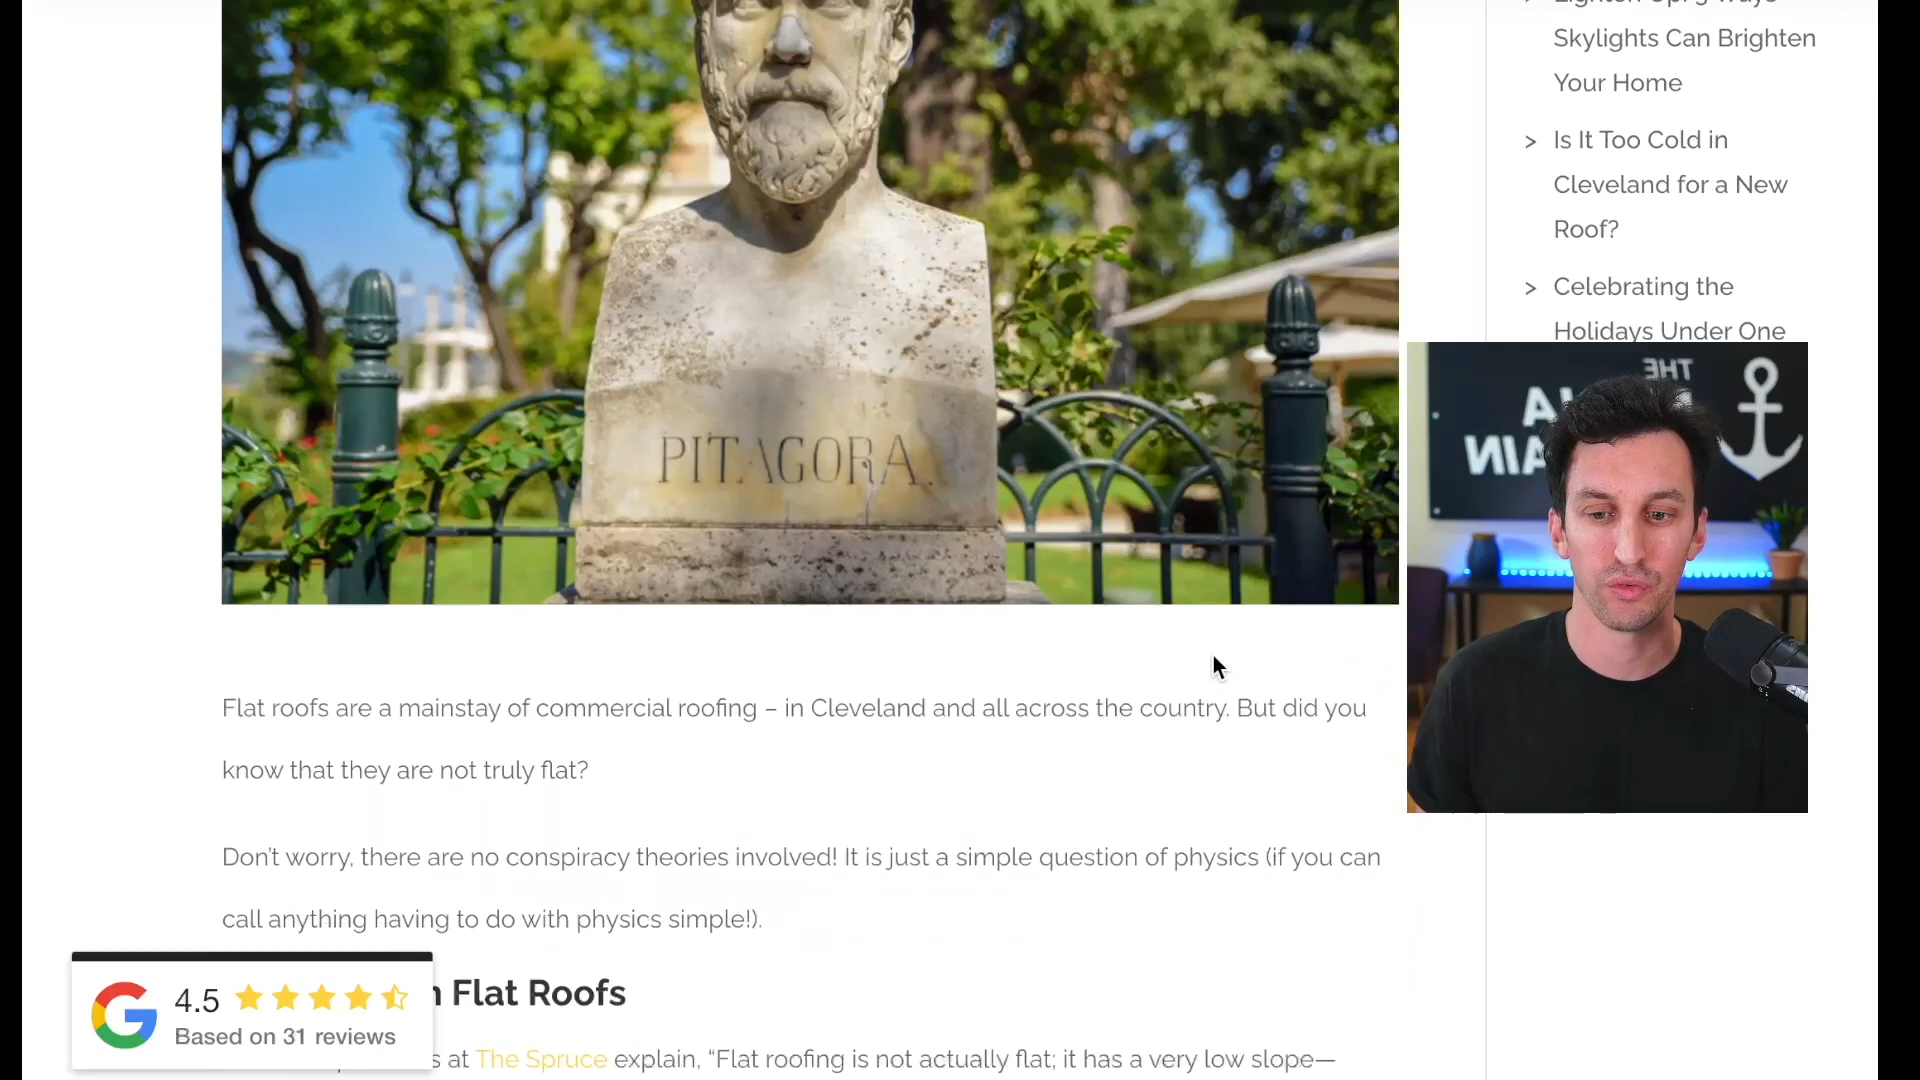 Skylights Can Brighten
Your Home
> Is It Too Cold in
Cleveland for a New
Roof?
> Celebrating the
Holidays Under One
THE
PITAGORA
Flat roofs are a mainstay of commercial roofing – in Cleveland and all across the country. But did you
know that they are not truly flat?
Don't worry, there are no conspiracy theories involved! It is just a simple question of physics (if you can
call anything having to do with physics simple!).
Flat Roofs
4.5
Based on 31 reviews
at The Spruce explain, “Flat roofing is not actually flat; it has a very low slope—